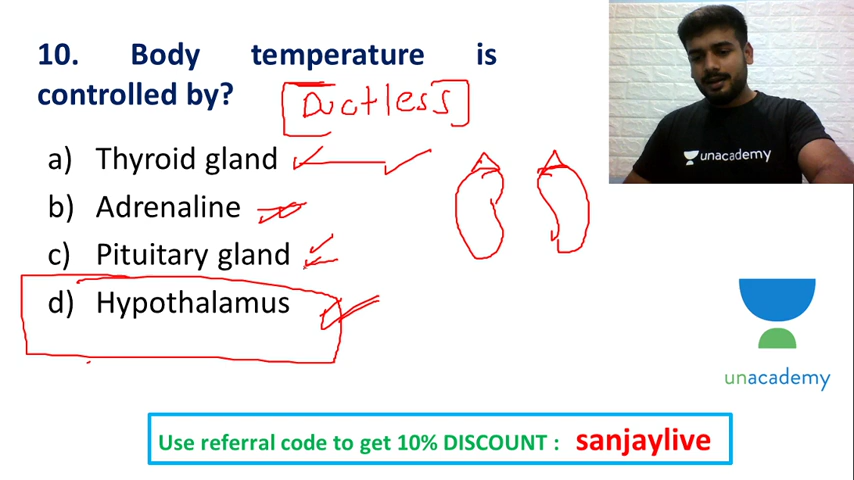 10. Body temperature is
controlled by?
Ductless
a) Thyroid gland
b) Adrenaline
c) Pituitary gland
d) Hypothalamus
unacademy
unacademy
Use referral code to get 10% DISCOUNT : sanjaylive